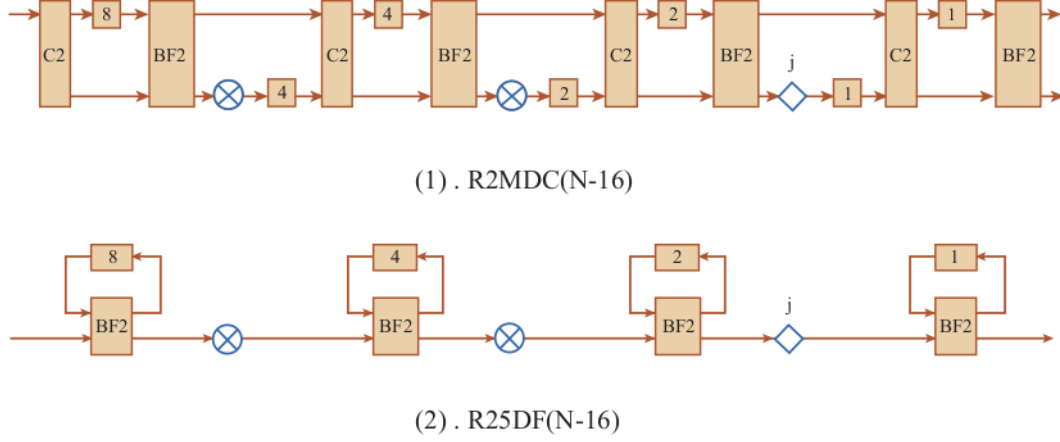 8 4 2 1
C2 BF2 C2 BF2 C2 BF2 j C2 BF2
4 2 1
(1) . R2MDC(N-16)
8 4 2 1
BF2 BF2 BF2 j BF2
(2) . R25DF(N-16)